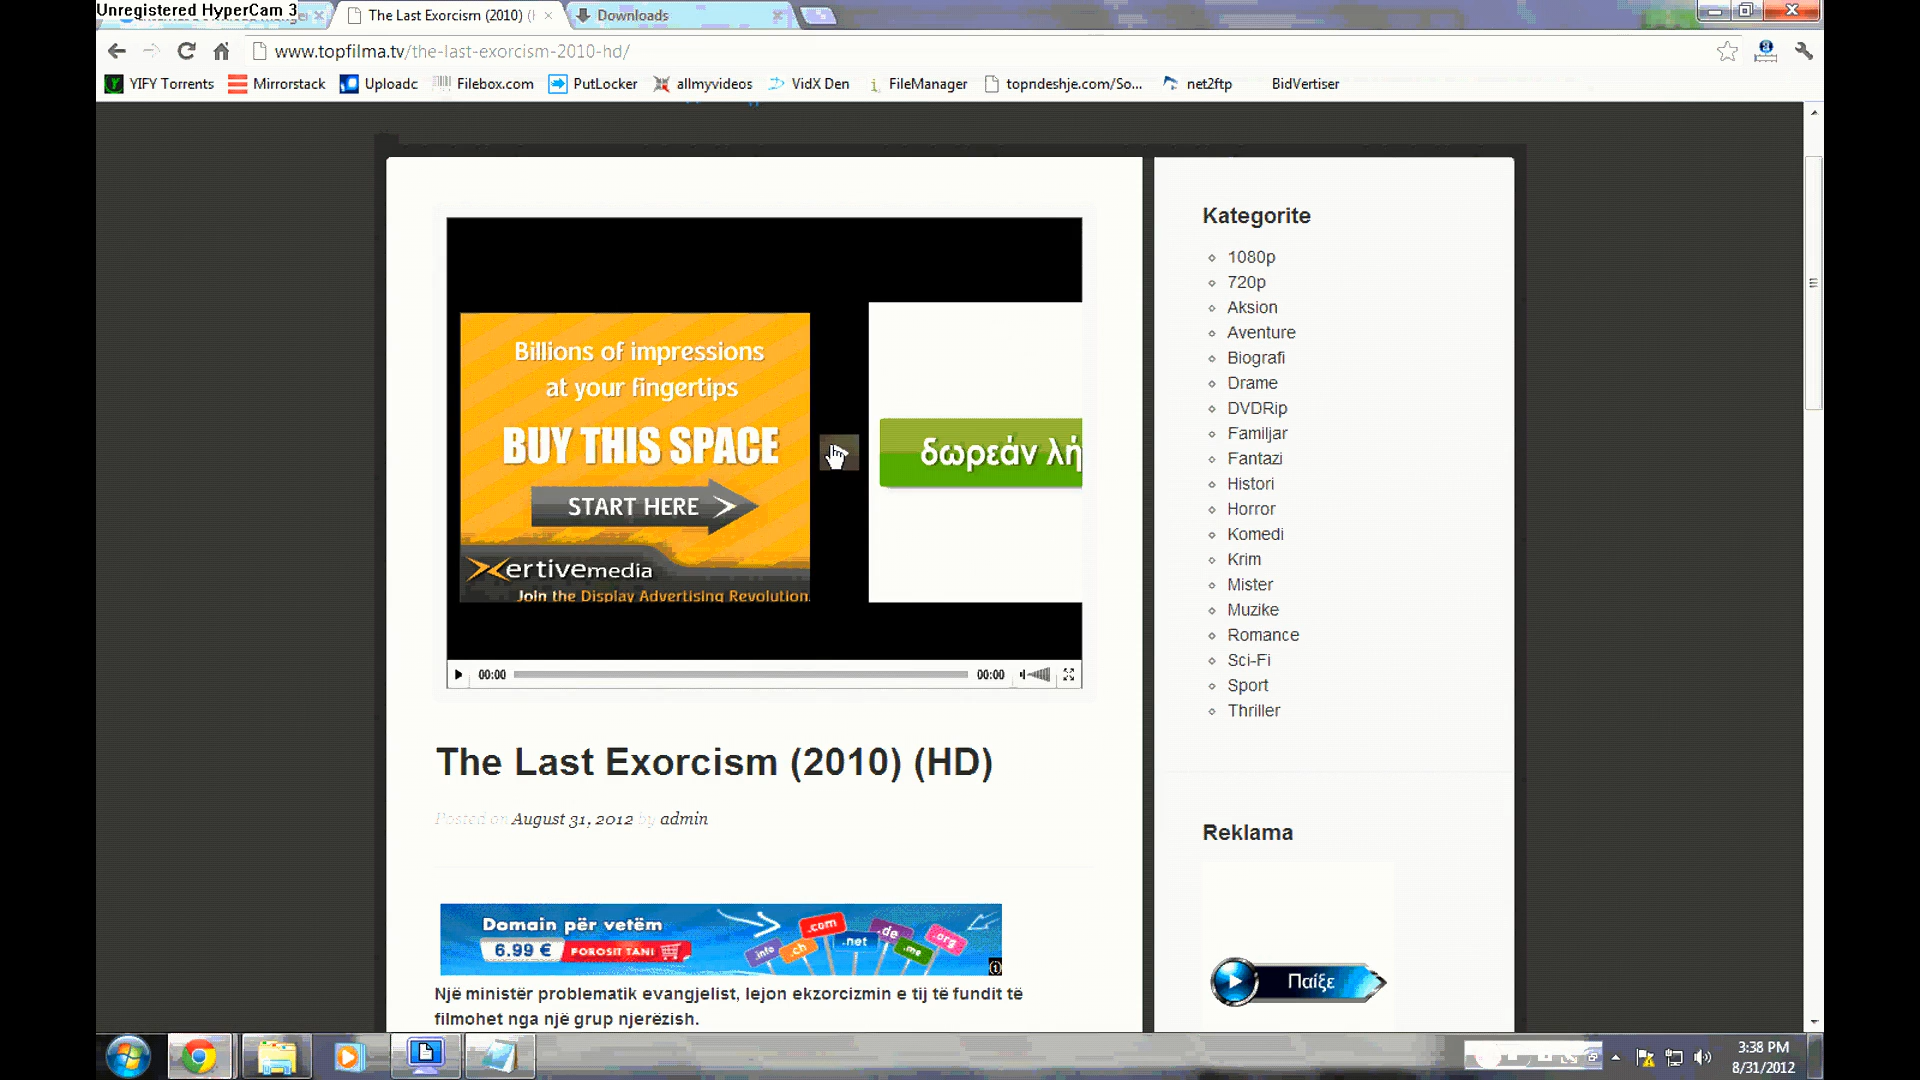 Unregistered HyperCam 3
The Last Exorcism (2010) (
Downloads
www.topfilma.tv/the-last-exorcism-2010-hd/
YIFY Torrents
Mirrorstack
Uploadc
Filebox.com
PutLocker
allmyvideos
VidX Den
FileManager
topndeshje.com/So...
net2ftp
BidVertiser
Billions of impressions
at your fingertips
BUY THIS SPACE
START HERE
Xertivemedia
Join the Display Advertising Revolution.
δωρεάν λή
00:00
00:00
The Last Exorcism (2010) (HD)
Posted on August 31, 2012 by admin
Domain për vetëm
6.99 € POROSIT TANI
.info
.ch
.com
.net
.de
.me
.org
Një ministër problematik evangjelist, lejon ekzorcizmin e tij të fundit të
filmohet nga një grup njerëzish.
Kategorite
1080p
720p
Aksion
Aventure
Biografi
Drame
DVDRip
Familjar
Fantazi
Histori
Horror
Komedi
Krim
Mister
Muzike
Romance
Sci-Fi
Sport
Thriller
Reklama
Παίξε
3:38 PM
8/31/2012